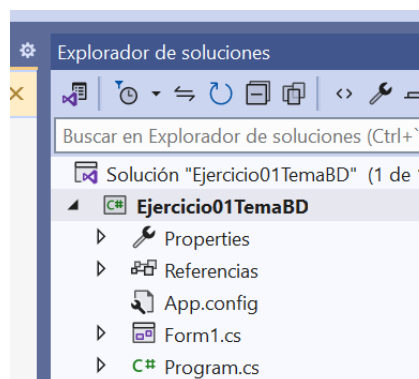 Explorador de soluciones
Buscar en Explorador de soluciones (Ctrl+`
Solución "Ejercicio01TemaBD" (1 de
C# Ejercicio01TemaBD
Properties
Referencias
App.config
Form1.cs
C# Program.cs